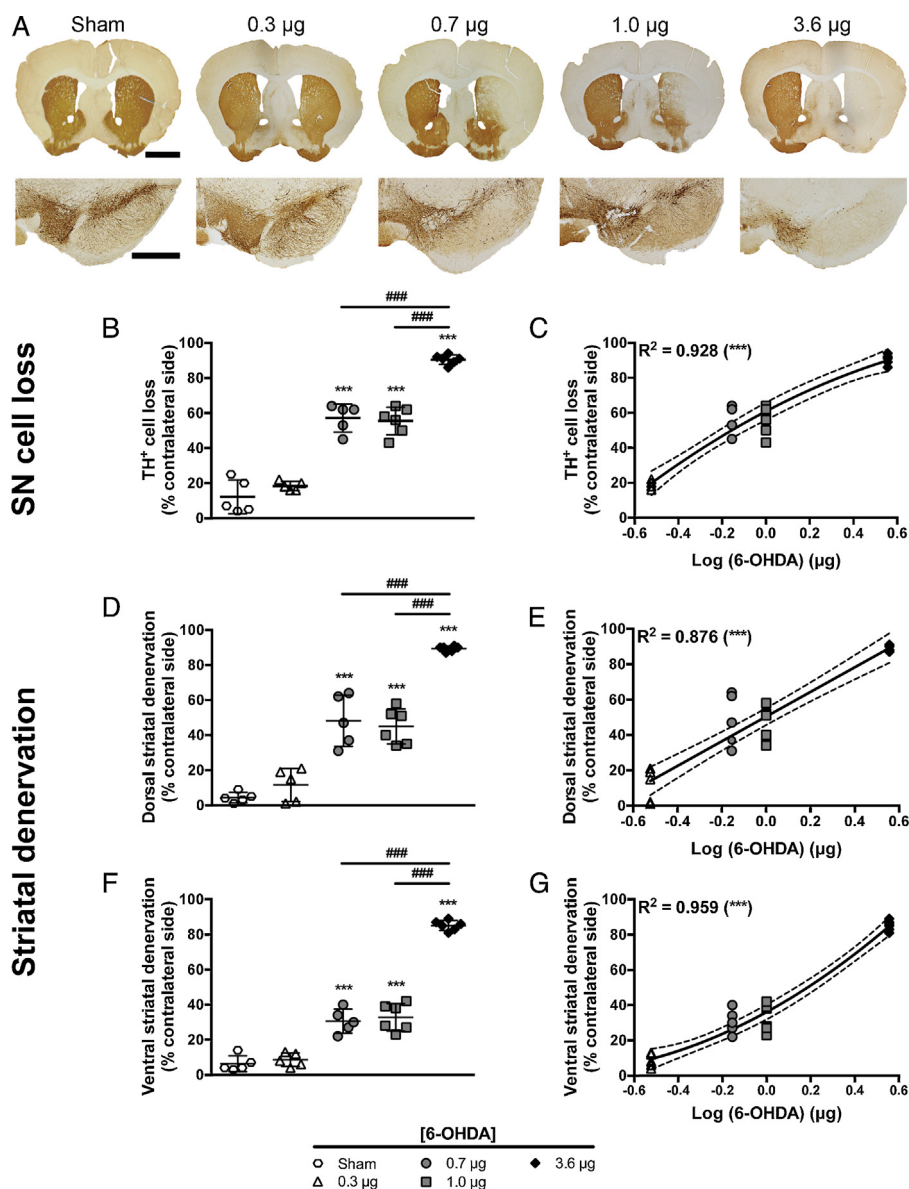 A
Sham
0.3 µg
0.7 µg
1.0 µg
3.6 µg
SN cell loss
B
###
###
***
***
***
TH⁺ cell loss
(% contralateral side)
100
80
60
40
20
0
C
R² = 0.928 (***)
TH⁺ cell loss
(% contralateral side)
100
80
60
40
20
0
-0.6 -0.4 -0.2 0.0 0.2 0.4 0.6
Log (6-OHDA) (µg)
Striatal denervation
D
###
###
***
***
***
Dorsal striatal denervation
(% contralateral side)
100
80
60
40
20
0
E
R² = 0.876 (***)
Dorsal striatal denervation
(% contralateral side)
100
80
60
40
20
0
-0.6 -0.4 -0.2 0.0 0.2 0.4 0.6
Log (6-OHDA) (µg)
F
###
###
***
***
***
Ventral striatal denervation
(% contralateral side)
100
80
60
40
20
0
G
R² = 0.959 (***)
Ventral striatal denervation
(% contralateral side)
100
80
60
40
20
0
-0.6 -0.4 -0.2 0.0 0.2 0.4 0.6
Log (6-OHDA) (µg)
[6-OHDA]
Sham 0.7 µg 3.6 µg
0.3 µg 1.0 µg